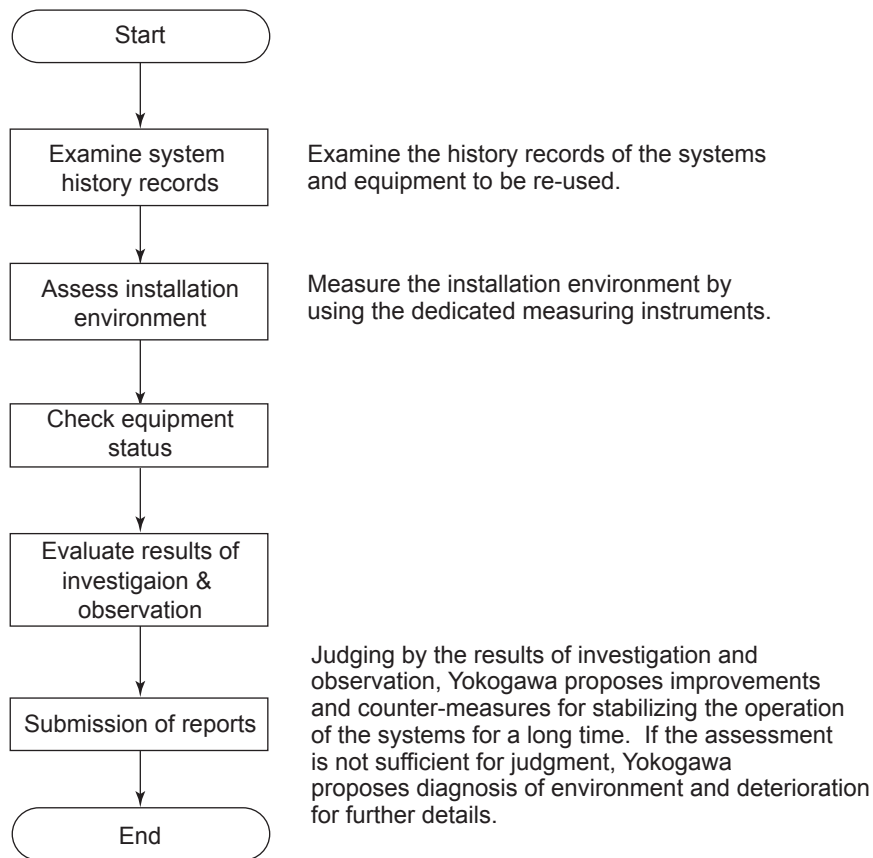 Start
Examine system
history records
Examine the history records of the systems
and equipment to be re-used.
Assess installation
environment
Measure the installation environment by
using the dedicated measuring instruments.
Check equipment
status
Evaluate results of
investigaion &
observation
Judging by the results of investigation and
observation, Yokogawa proposes improvements
and counter-measures for stabilizing the operation
of the systems for a long time.  If the assessment
is not sufficient for judgment, Yokogawa
proposes diagnosis of environment and deterioration
for further details.
Submission of reports
End